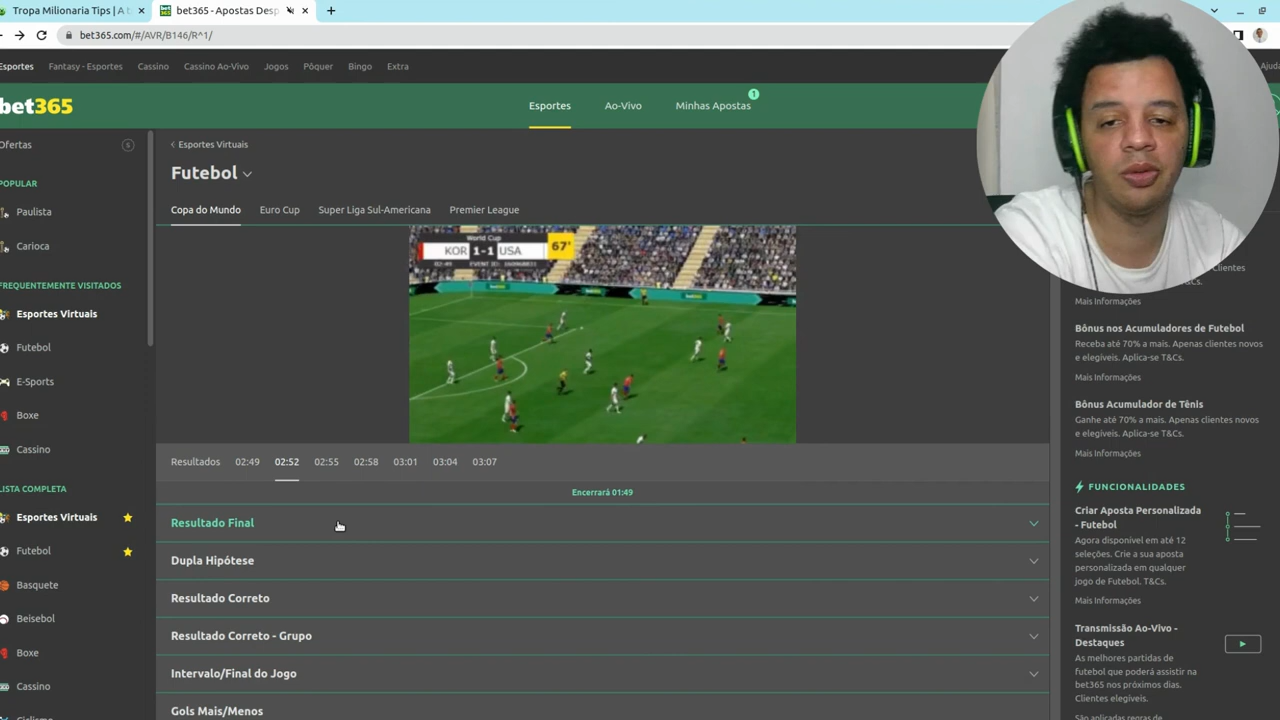 Tropa Milionaria Tips | A t
bet365 - Apostas Desp
bet365.com/#/AVR/B146/R^1/
Esportes Fantasy - Esportes Cassino Cassino Ao-Vivo Jogos Pôquer Bingo Extra
bet365
Esportes Ao-Vivo Minhas Apostas 1
Ofertas
POPULAR
Paulista
Carioca
FREQUENTEMENTE VISITADOS
Esportes Virtuais
Futebol
E-Sports
Boxe
Cassino
LISTA COMPLETA
Esportes Virtuais
Futebol
Basquete
Beisebol
Boxe
Cassino
Esportes Virtuais
Futebol
Copa do Mundo Euro Cup Super Liga Sul-Americana Premier League
World Cup
KOR 1-1 USA 67'
Resultados 02:49 02:52 02:55 02:58 03:01 03:04 03:07
Encerrará 01:49
Resultado Final
Dupla Hipótese
Resultado Correto
Resultado Correto - Grupo
Intervalo/Final do Jogo
Gols Mais/Menos
Clientes
Mais Informações
Bônus nos Acumuladores de Futebol
Receba até 70% a mais. Apenas clientes novos
e elegíveis. Aplica-se T&Cs.
Mais Informações
Bônus Acumulador de Tênis
Ganhe até 70% a mais. Apenas clientes novos
e elegíveis. Aplica-se T&Cs.
Mais Informações
FUNCIONALIDADES
Criar Aposta Personalizada
- Futebol
Agora disponível em até 12
seleções. Crie a sua aposta
personalizada em qualquer
jogo de Futebol. T&Cs.
Mais Informações
Transmissão Ao-Vivo -
Destaques
As melhores partidas de
futebol que poderá assistir na
bet365 nos próximos dias.
Clientes elegíveis.
São aplicadas regras de